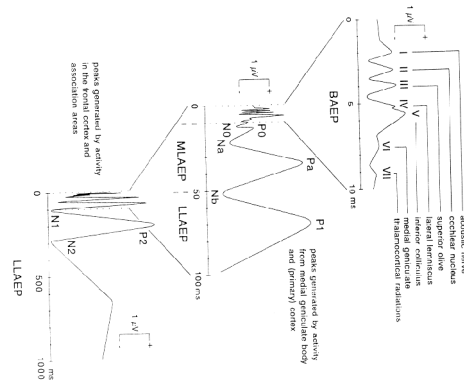 1 µV
+
I
II
III
IV
V
VI
VII
cochlear nucleus
superior olive
lateral lemniscus
inferior colliculus
medial geniculate
thalamocortical radiations
0
5
10 ms
BAEP
1 µV
+
P0
N0
Na
Pa
Nb
P1
peaks generated by activity
from medial geniculate body
and (primary) cortex
0
50
100ms
MLAEP
LLAEP
peaks generated by activity
in the frontal cortex and
association areas
N1
P2
N2
1 µV
+
0
500
1000
ms
LLAEP